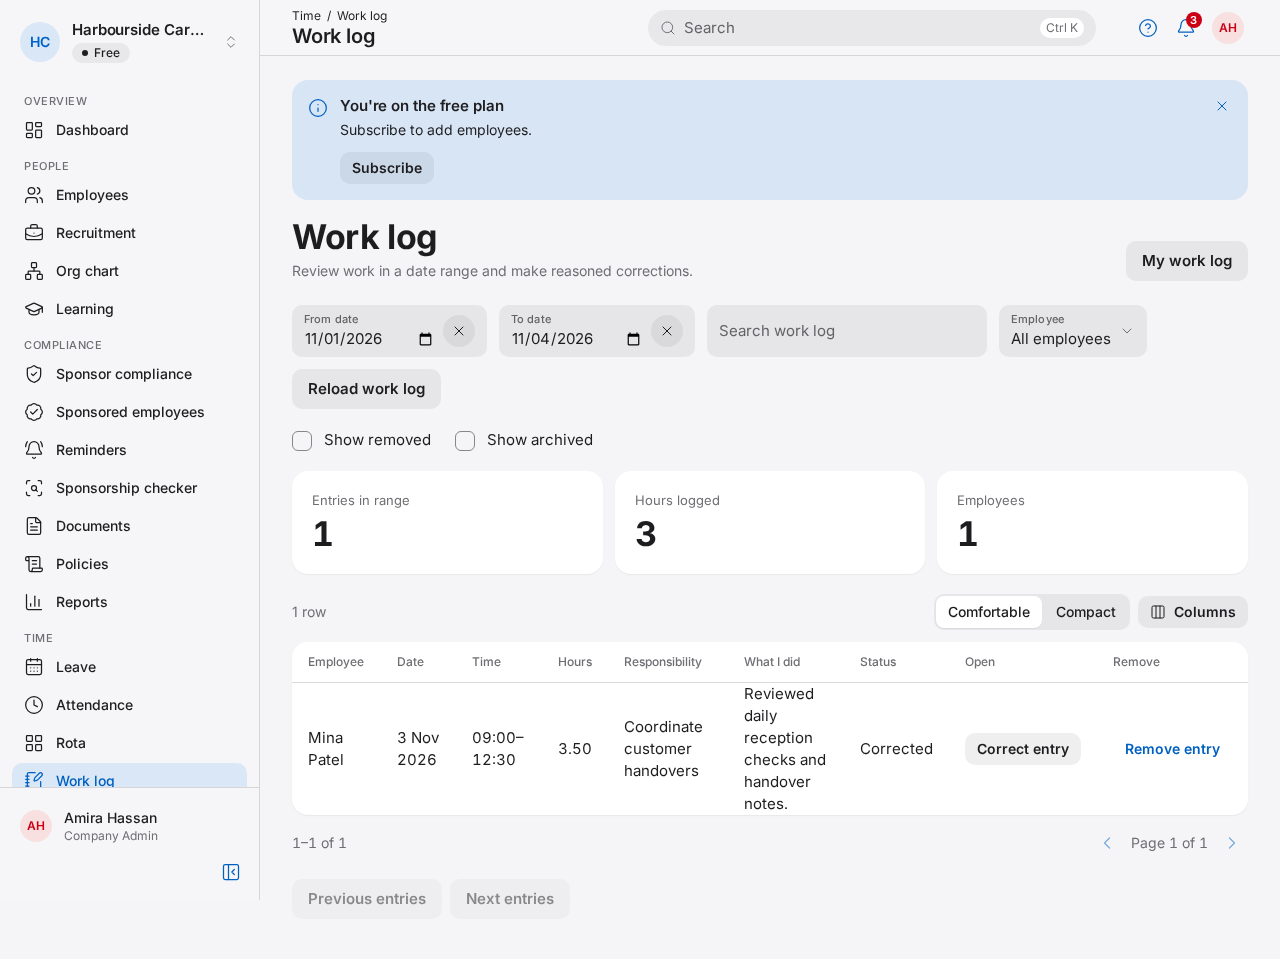 HC
Harbourside Car...
Free
OVERVIEW
Dashboard
PEOPLE
Employees
Recruitment
Org chart
Learning
COMPLIANCE
Sponsor compliance
Sponsored employees
Reminders
Sponsorship checker
Documents
Policies
Reports
TIME
Leave
Attendance
Rota
Work log
AH
Amira Hassan
Company Admin
Time / Work log
Work log
Search
Ctrl K
3
AH
You're on the free plan
Subscribe to add employees.
Subscribe
Work log
Review work in a date range and make reasoned corrections.
My work log
From date
11/01/2026
To date
11/04/2026
Search work log
Employee
All employees
Reload work log
Show removed
Show archived
Entries in range
1
Hours logged
3
Employees
1
1 row
Comfortable
Compact
Columns
Employee Date Time Hours Responsibility What I did Status Open Remove
Mina
Patel
3 Nov
2026
09:00–
12:30
3.50
Coordinate
customer
handovers
Reviewed
daily
reception
checks and
handover
notes.
Corrected
Correct entry
Remove entry
1–1 of 1
Page 1 of 1
Previous entries
Next entries